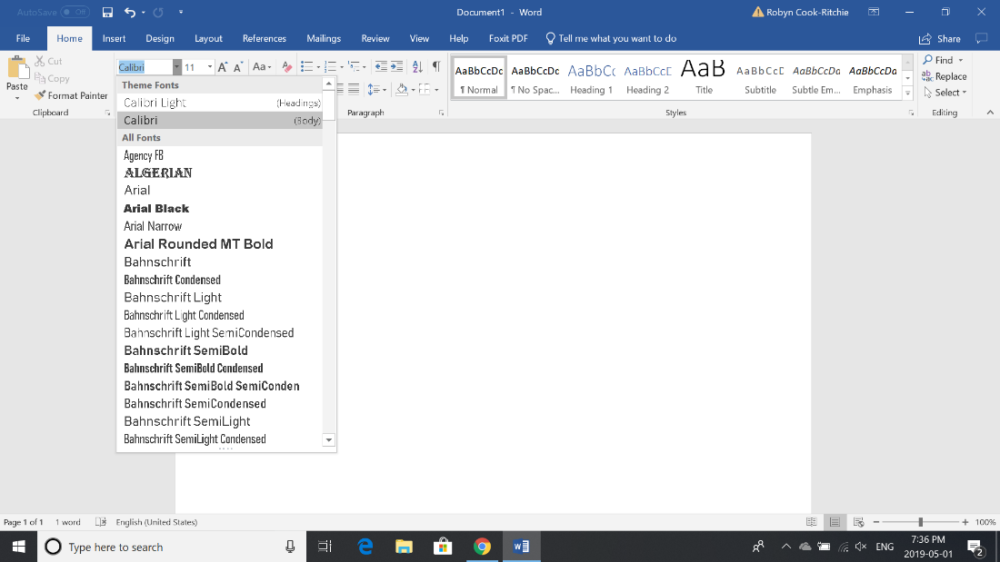 AutoSave Off
Document1 - Word
Robyn Cook-Ritchie
File Home Insert Design Layout References Mailings Review View Help Foxit PDF Tell me what you want to do Share
Paste
Cut
Copy
Format Painter
Clipboard
Calibri 11 Aa
Paragraph
AaBbCcDc AaBbCcDc AaBbCc AaBbCcE AaB AaBbCcD AaBbCcDc AaBbCcDc
¶ Normal ¶ No Spac... Heading 1 Heading 2 Title Subtitle Subtle Em... Emphasis
Styles
Find
Replace
Select
Editing
Theme Fonts
Calibri Light (Headings)
Calibri (Body)
All Fonts
Agency FB
ALGERIAN
Arial
Arial Black
Arial Narrow
Arial Rounded MT Bold
Bahnschrift
Bahnschrift Condensed
Bahnschrift Light
Bahnschrift Light Condensed
Bahnschrift Light SemiCondensed
Bahnschrift SemiBold
Bahnschrift SemiBold Condensed
Bahnschrift SemiBold SemiConden
Bahnschrift SemiCondensed
Bahnschrift SemiLight
Bahnschrift SemiLight Condensed
Page 1 of 1 1 word English (United States) 100%
Type here to search
ENG
7:36 PM
2019-05-01
2